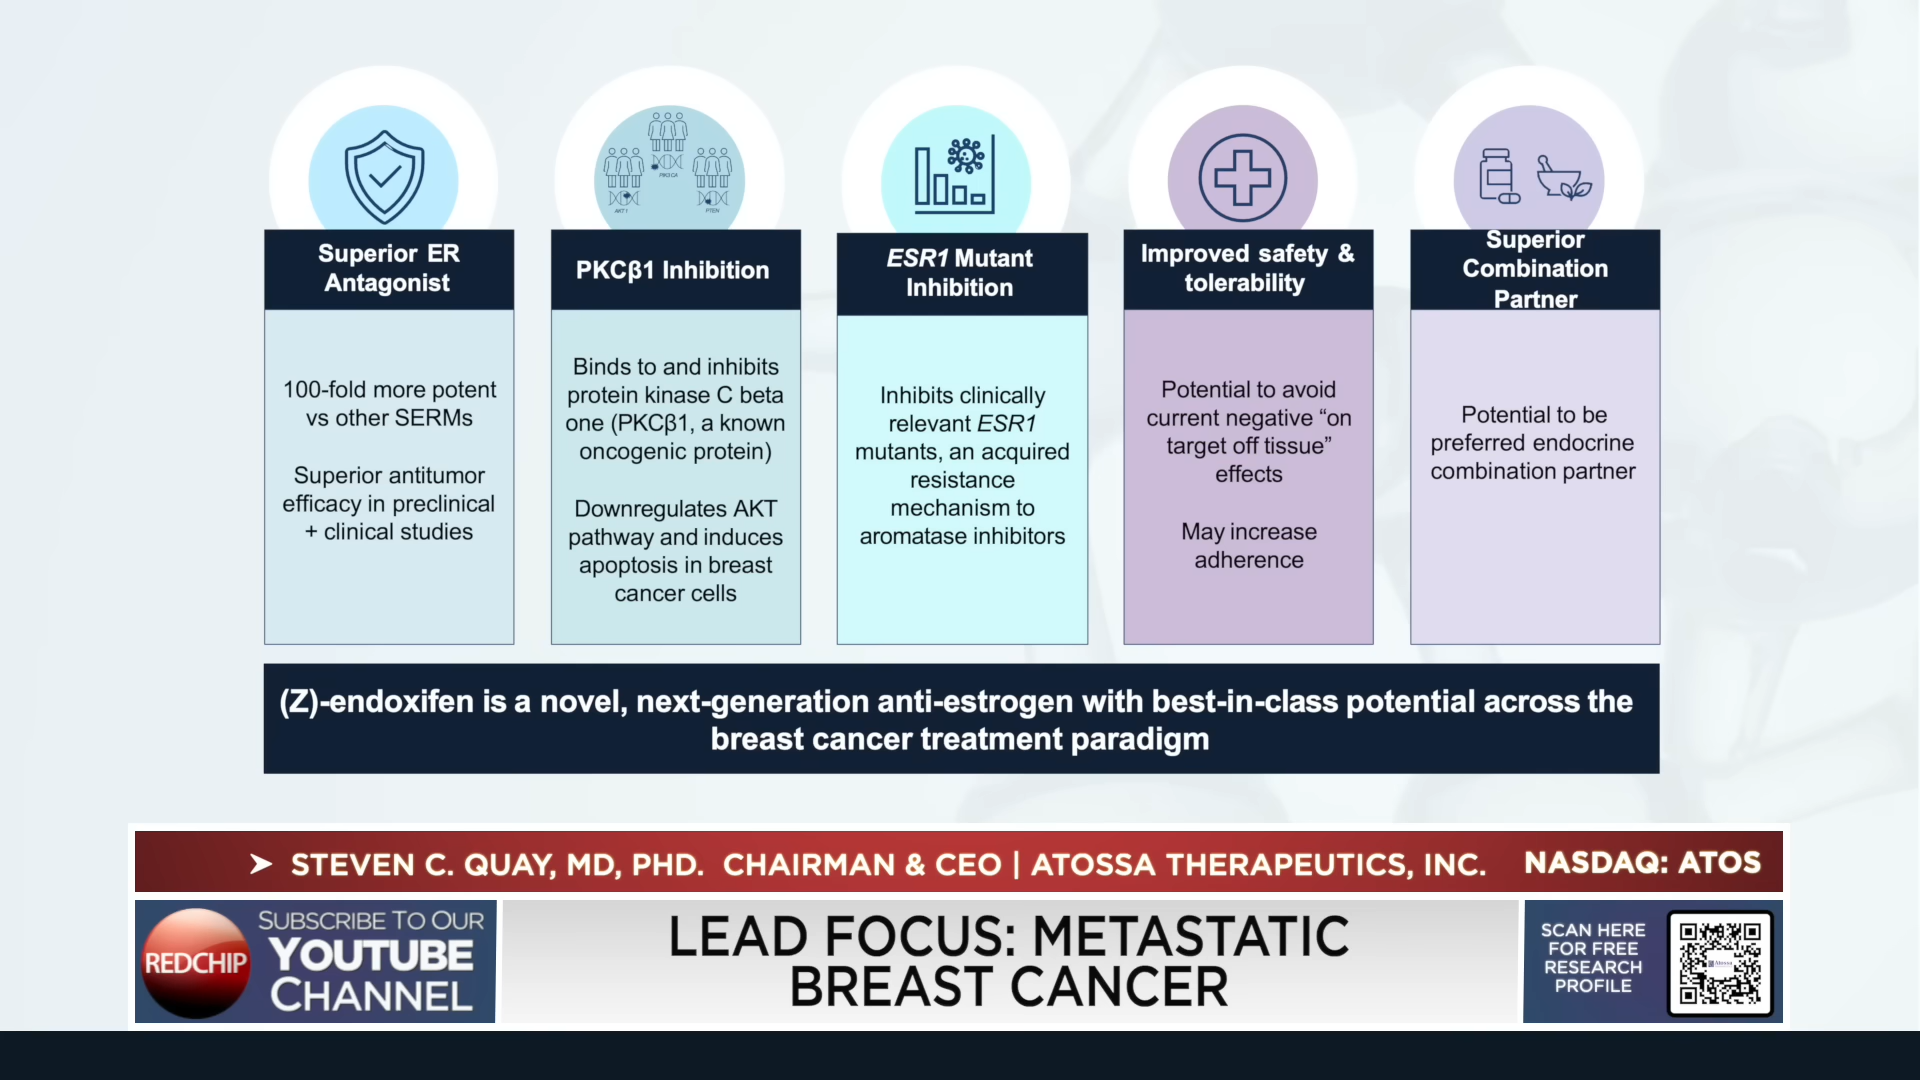 PIK3CA
AKT1
PTEN
Superior ER
Antagonist
100-fold more potent
vs other SERMs
Superior antitumor
efficacy in preclinical
+ clinical studies
PKCβ1 Inhibition
Binds to and inhibits
protein kinase C beta
one (PKCβ1, a known
oncogenic protein)
Downregulates AKT
pathway and induces
apoptosis in breast
cancer cells
ESR1 Mutant
Inhibition
Inhibits clinically
relevant ESR1
mutants, an acquired
resistance
mechanism to
aromatase inhibitors
Improved safety &
tolerability
Potential to avoid
current negative “on
target off tissue”
effects
May increase
adherence
Superior
Combination
Partner
Potential to be
preferred endocrine
combination partner
(Z)-endoxifen is a novel, next-generation anti-estrogen with best-in-class potential across the
breast cancer treatment paradigm
STEVEN C. QUAY, MD, PHD. CHAIRMAN & CEO | ATOSSA THERAPEUTICS, INC. NASDAQ: ATOS
REDCHIP
SUBSCRIBE TO OUR
YOUTUBE
CHANNEL
LEAD FOCUS: METASTATIC
BREAST CANCER
SCAN HERE
FOR FREE
RESEARCH
PROFILE
Atossa